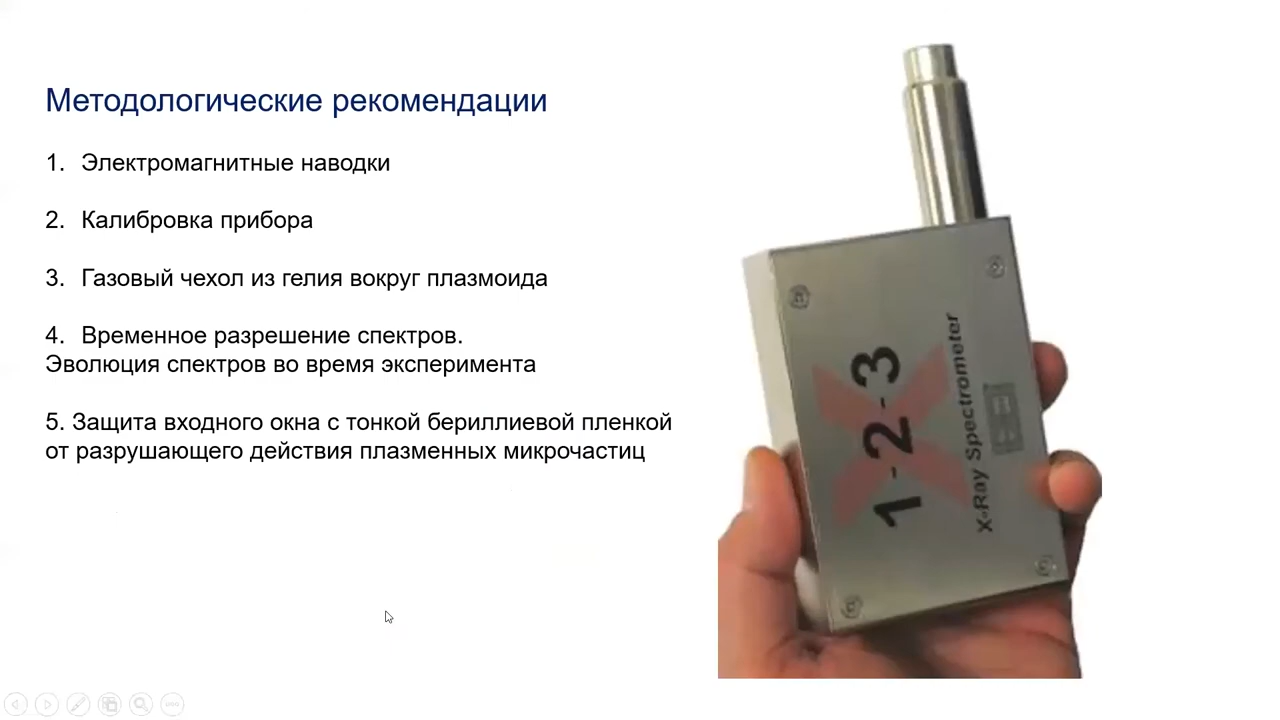 Методологические рекомендации
1. Электромагнитные наводки
2. Калибровка прибора
3. Газовый чехол из гелия вокруг плазмоида
4. Временное разрешение спектров.
Эволюция спектров во время эксперимента
5. Защита входного окна с тонкой бериллиевой пленкой
от разрушающего действия плазменных микрочастиц
X-1-2-3
X-Ray Spectrometer